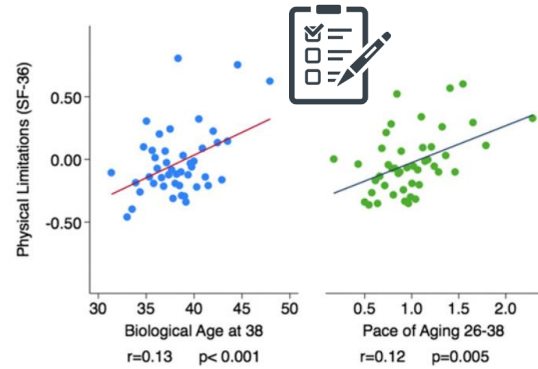 Physical Limitations (SF-36)
0.50
0.00
-0.50
30 35 40 45 50
Biological Age at 38
r=0.13 p< 0.001
0.5 1.0 1.5 2.0
Pace of Aging 26-38
r=0.12 p=0.005